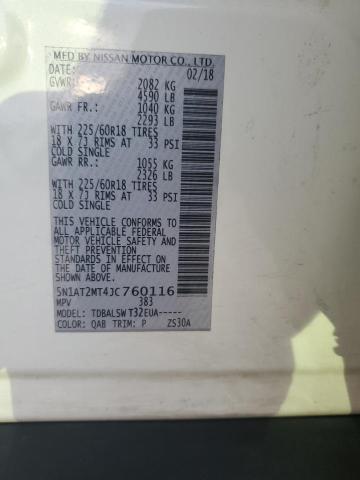 MFD BY NISSAN MOTOR CO., LTD.
DATE: 02/18
GVWR: 2082 KG
4590 LB
GAWR FR: 1040 KG
2293 LB
WITH 225/60R18 TIRES
18 X 7J RIMS AT 33 PSI
COLD SINGLE
GAWR RR: 1055 KG
2326 LB
WITH 225/60R18 TIRES
18 X 7J RIMS AT 33 PSI
COLD SINGLE
THIS VEHICLE CONFORMS TO
ALL APPLICABLE FEDERAL
MOTOR VEHICLE SAFETY AND
THEFT PREVENTION STANDARDS
IN EFFECT ON THE DATE OF
MANUFACTURE SHOWN ABOVE.
5N1AT2MT4JC760116
MPV 383
MODEL: TDBALSW T32EUA-----
COLOR: QAB TRIM: P ZS30A